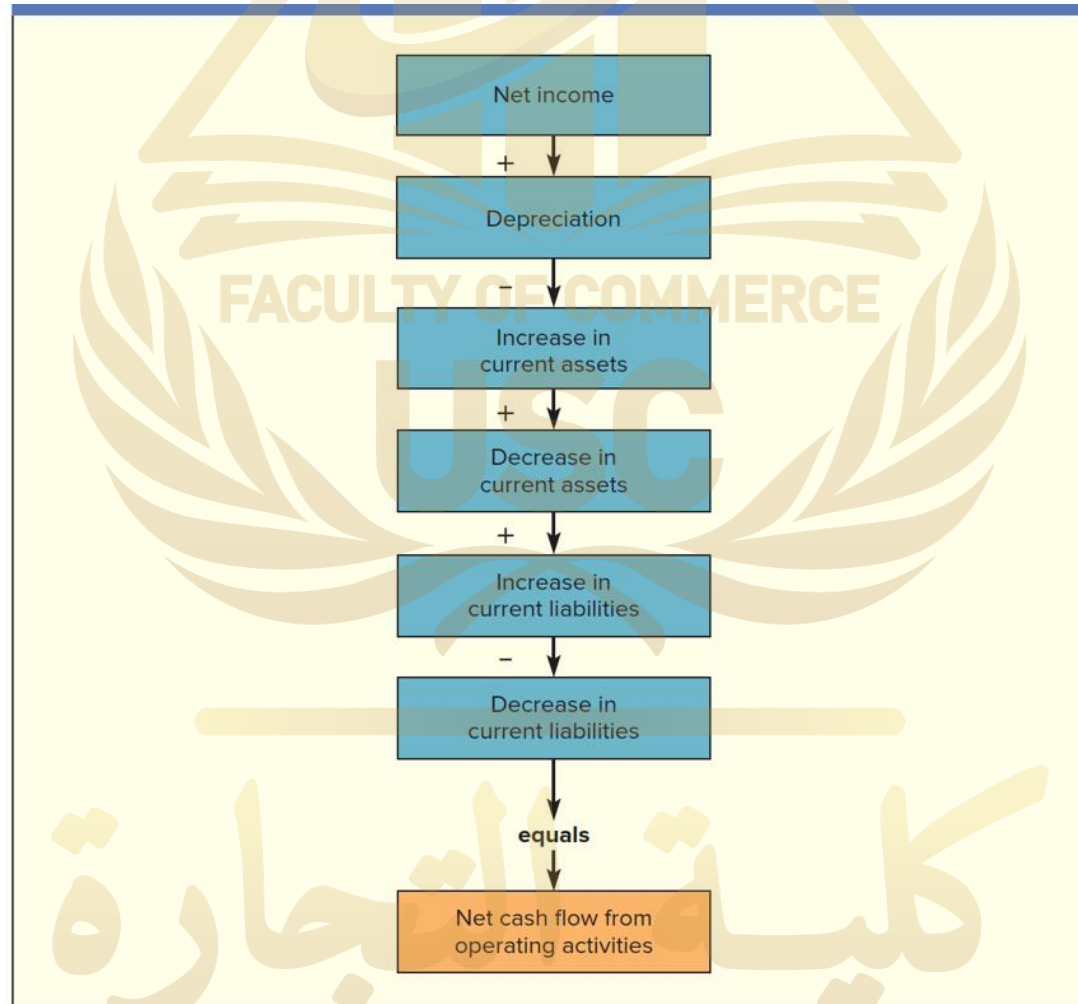 Net income
+
Depreciation
–
FACULTY OF COMMERCE
Increase in
current assets
USC
+
Decrease in
current assets
+
Increase in
current liabilities
–
Decrease in
current liabilities
equals
كلية التجارة
Net cash flow from
operating activities